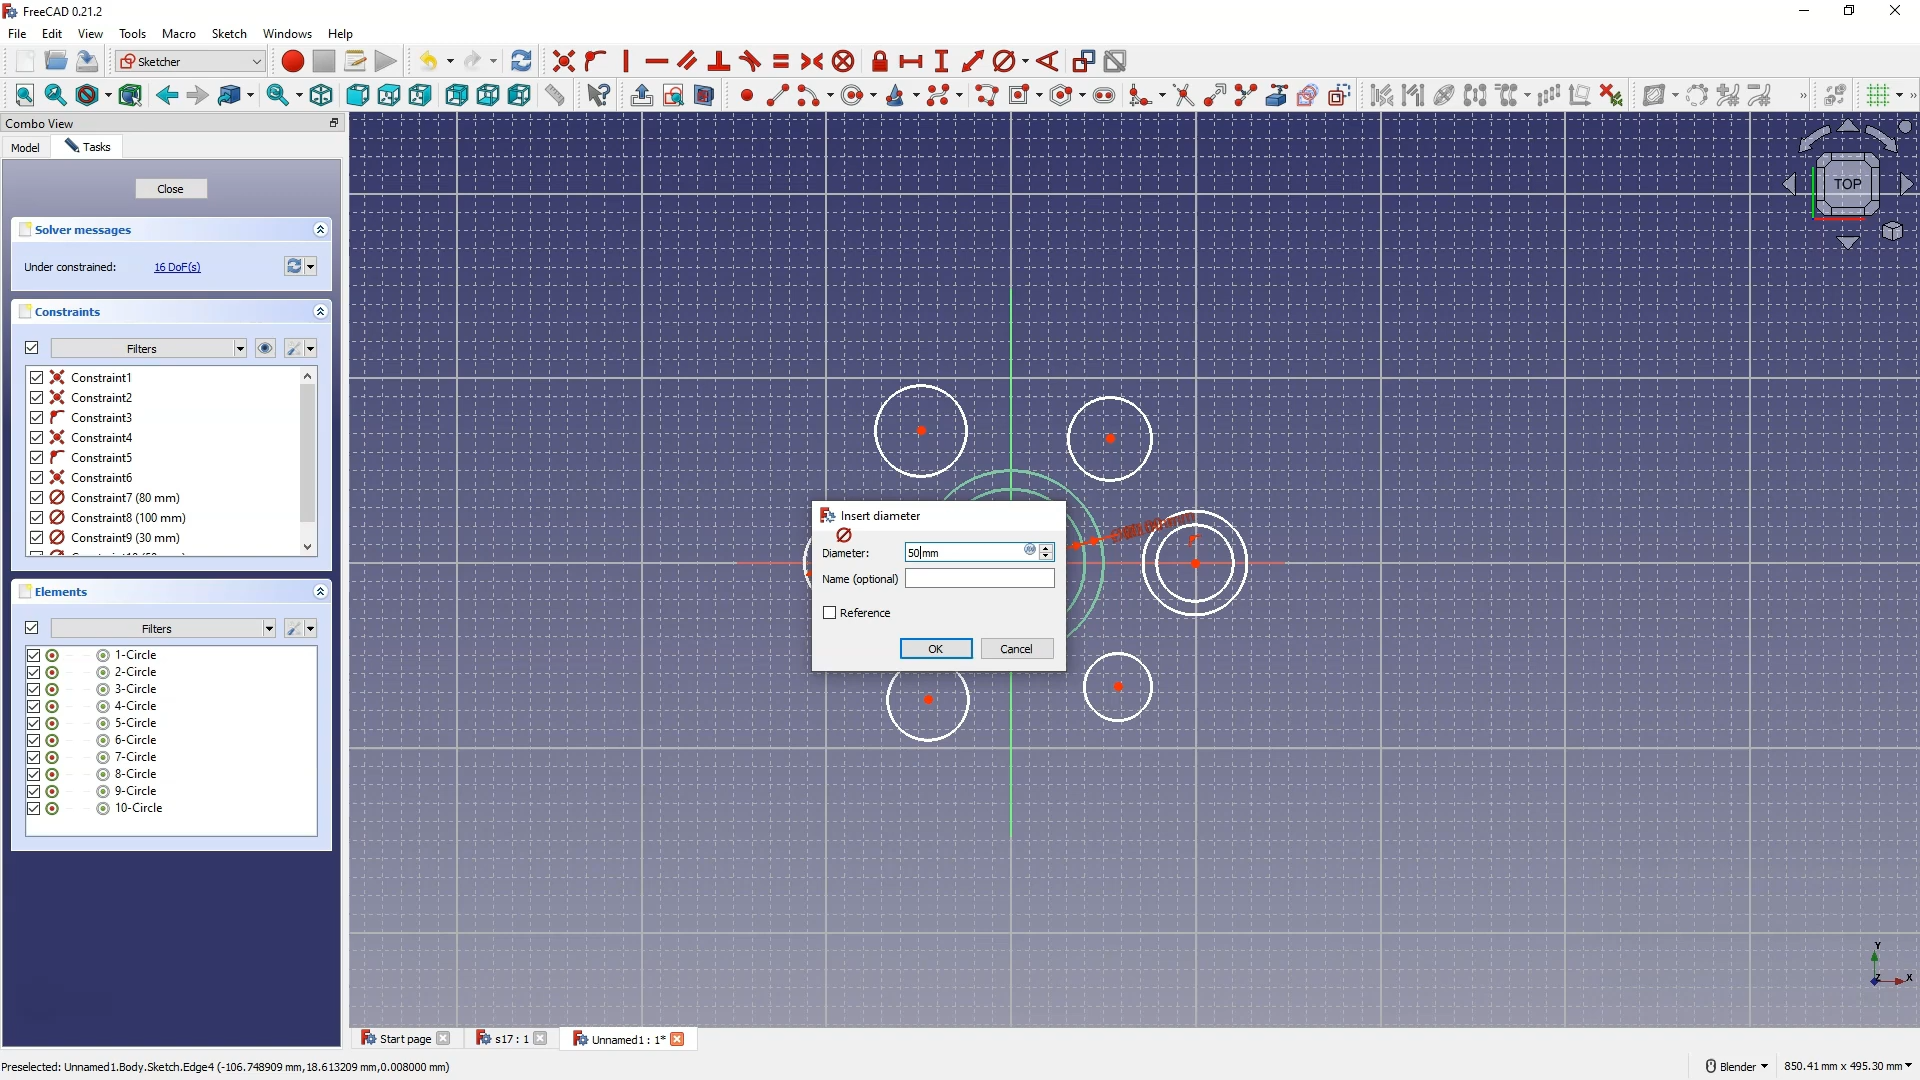 FreeCAD 0.21.2
File Edit View Tools Macro Sketch Windows Help
Sketcher
Combo View
Model Tasks
Close
Solver messages
Under constrained: 16 DoF(s)
Constraints
Filters
Constraint1
Constraint2
Constraint3
Constraint4
Constraint5
Constraint6
Constraint7 (80 mm)
Constraint8 (100 mm)
Constraint9 (30 mm)
Elements
Filters
1-Circle
2-Circle
3-Circle
4-Circle
5-Circle
6-Circle
7-Circle
8-Circle
9-Circle
10-Circle
TOP
Insert diameter
Diameter: 50 mm
Name (optional)
Reference
OK Cancel
Y
Z X
Start page s17 : 1 Unnamed1 : 1*
Preselected: Unnamed1.Body.Sketch.Edge4 (-106.748909 mm,18.613209 mm,0.008000 mm)
Blender 850.41 mm x 495.30 mm